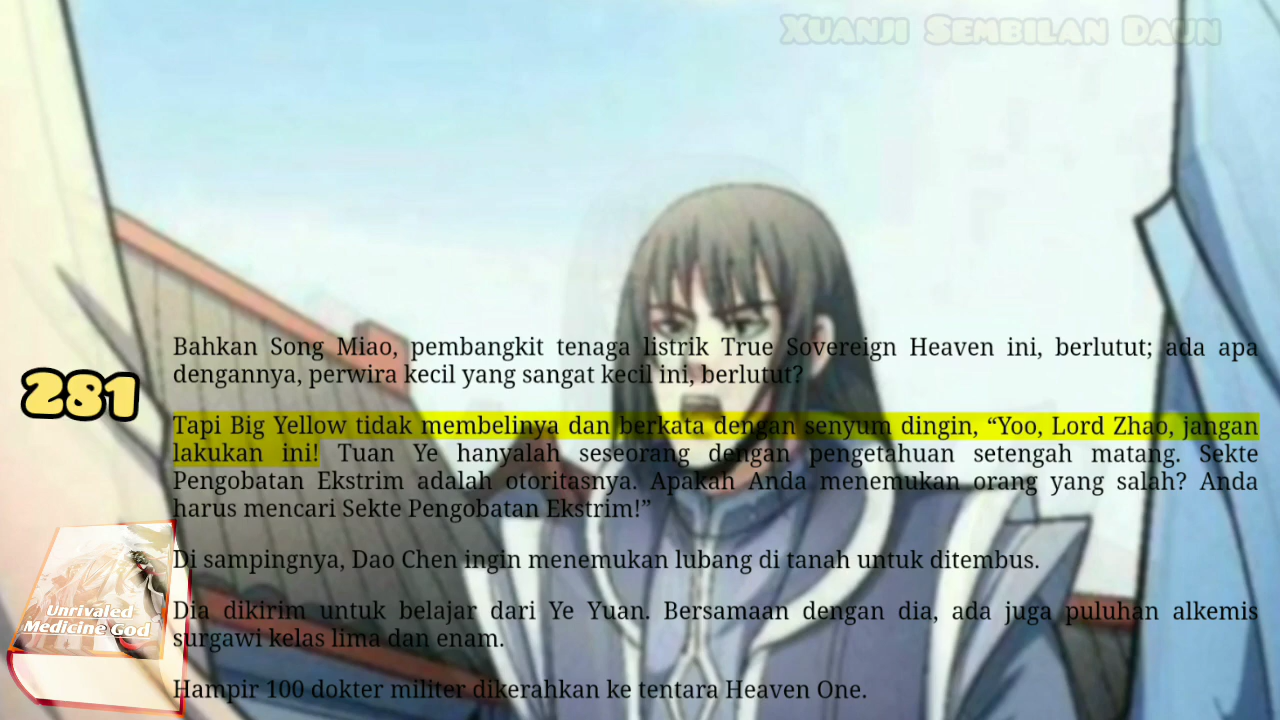 Xuanji Sembilan Daun
Bahkan Song Miao, pembangkit tenaga listrik True Sovereign Heaven ini, berlutut; ada apa
dengannya, perwira kecil yang sangat kecil ini, berlutut?
281
Tapi Big Yellow tidak membelinya dan berkata dengan senyum dingin, “Yoo, Lord Zhao, jangan
lakukan ini! Tuan Ye hanyalah seseorang dengan pengetahuan setengah matang. Sekte
Pengobatan Ekstrim adalah otoritasnya. Apakah Anda menemukan orang yang salah? Anda
harus mencari Sekte Pengobatan Ekstrim!”
Di sampingnya, Dao Chen ingin menemukan lubang di tanah untuk ditembus.
Dia dikirim untuk belajar dari Ye Yuan. Bersamaan dengan dia, ada juga puluhan alkemis
surgawi kelas lima dan enam.
Hampir 100 dokter militer dikerahkan ke tentara Heaven One.
Unrivaled
Medicine God